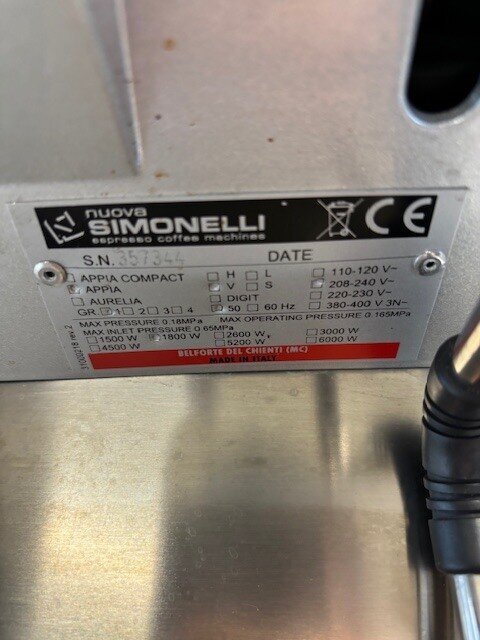 nuova
SIMONELLI
espresso coffee machines
CE
S.N. 357344 DATE
APPIA COMPACT H L 110-120 V~
APPIA V S 208-240 V~
AURELIA DIGIT 220-230 V~
GR. 1 2 3 4 50 60 Hz 380-400 V 3N~
MAX PRESSURE 0.18MPa MAX OPERATING PRESSURE 0.165MPa
MAX INLET PRESSURE 0.65MPa
1500 W 1800 W 2600 W 3000 W
4500 W 5200 W 6000 W
BELFORTE DEL CHIENTI (MC)
MADE IN ITALY
rev.2